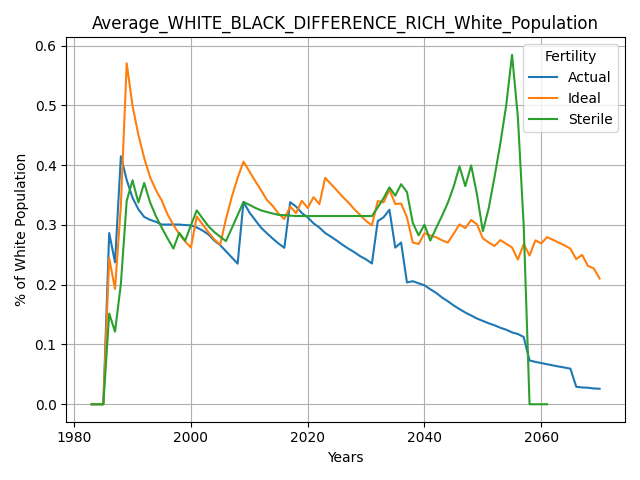 Average_WHITE_BLACK_DIFFERENCE_RICH_White_Population
% of White Population
0.6
0.5
0.4
0.3
0.2
0.1
0.0
Fertility
Actual
Ideal
Sterile
1980 2000 2020 2040 2060
Years